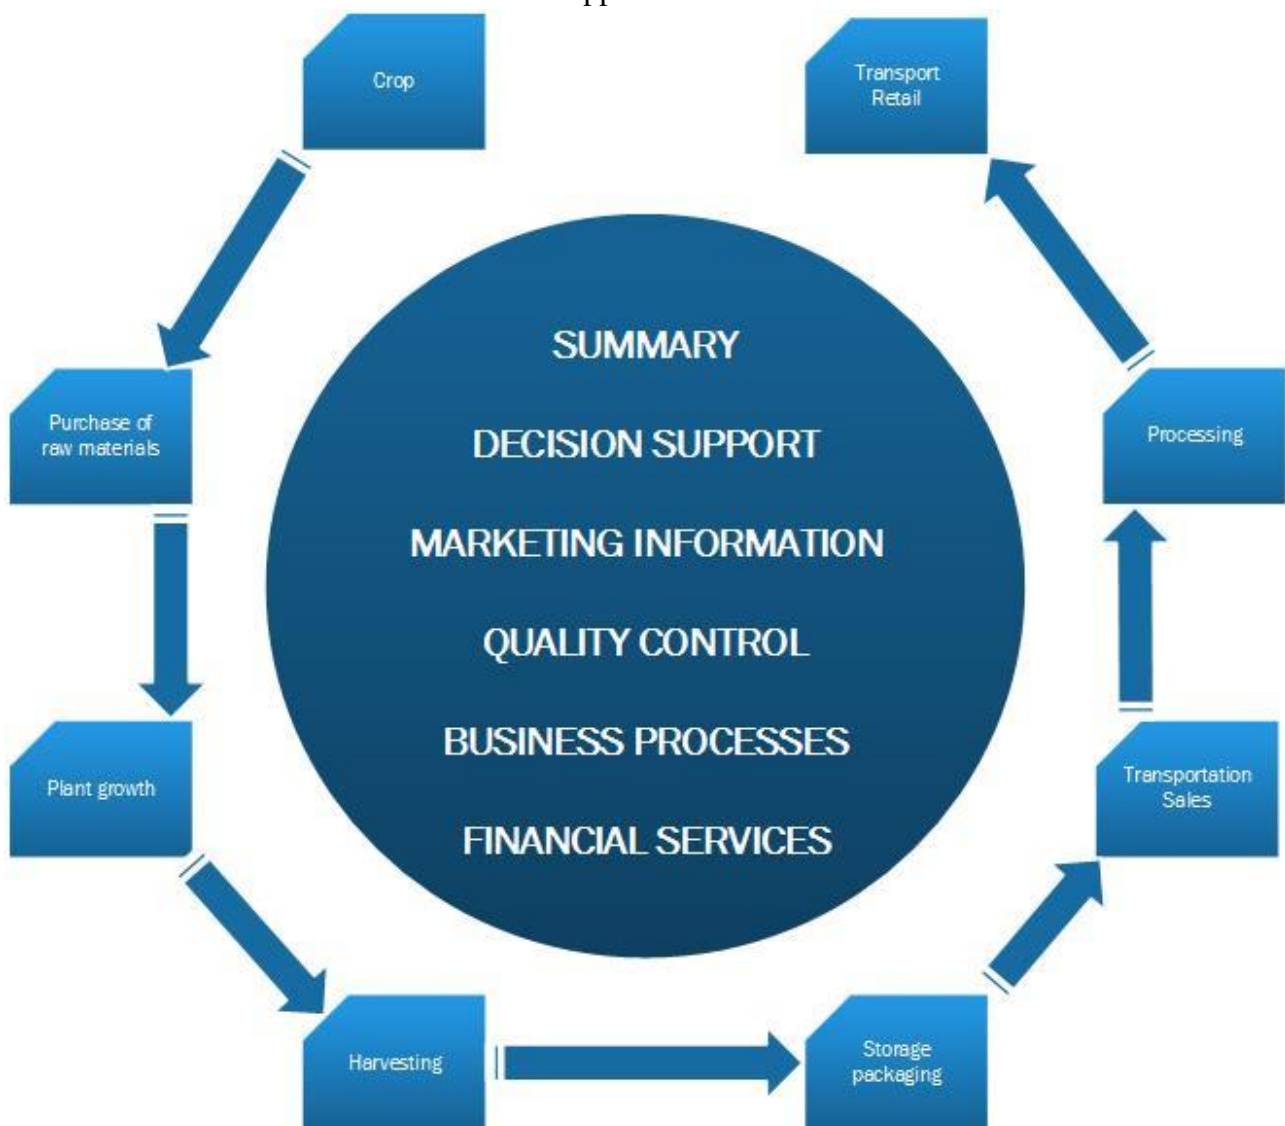 Crop
Transport
Retail
SUMMARY
Purchase of
raw materials
DECISION SUPPORT
Processing
MARKETING INFORMATION
QUALITY CONTROL
BUSINESS PROCESSES
Plant growth
Transportation
Sales
FINANCIAL SERVICES
Harvesting
Storage
packaging